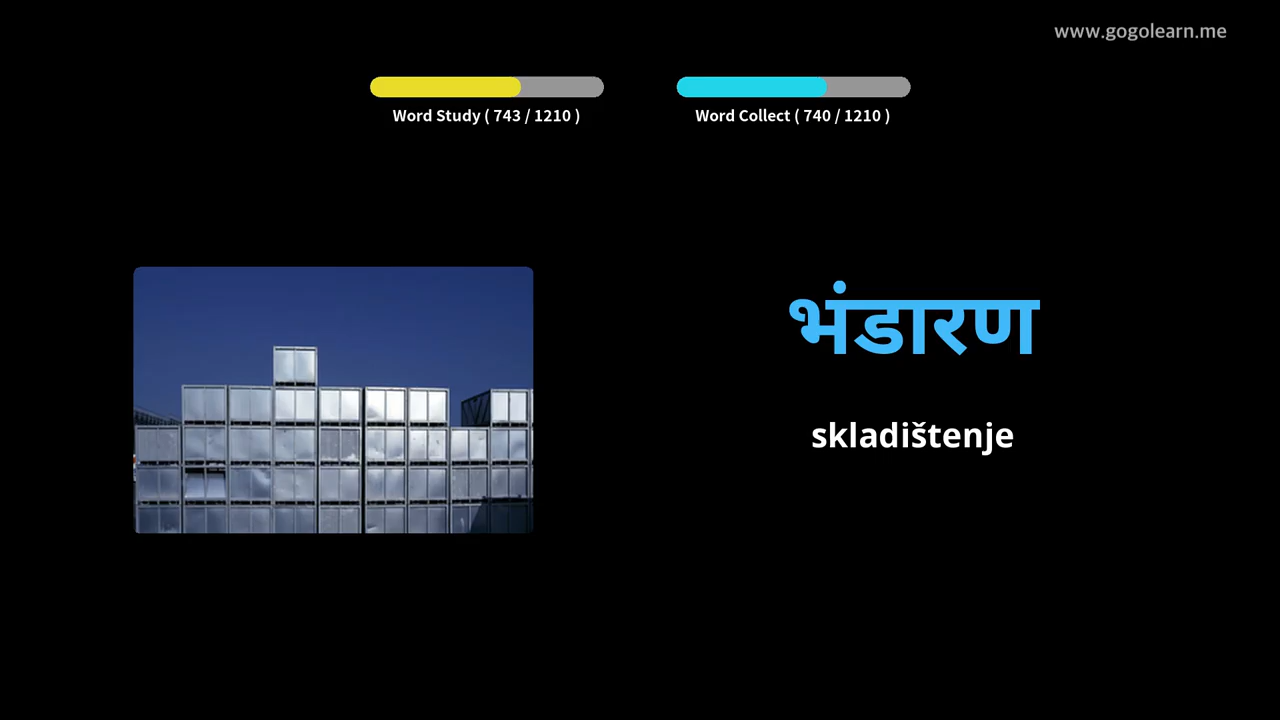 www.gogolearn.me
Word Study ( 743 / 1210 )
Word Collect ( 740 / 1210 )
भंडारण
skladištenje